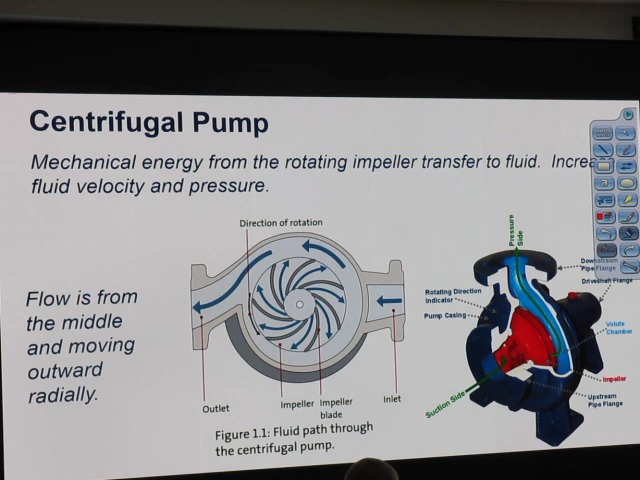 Centrifugal Pump
Mechanical energy from the rotating impeller transfer to fluid.
fluid velocity and pressure.
Flow is from
the middle
and moving
outward
radially.
Direction of rotation
Outlet
Impeller
Impeller
blade
Inlet
Figure 1.1: Fluid path through
the centrifugal pump.
Pressure
Side
Rotating Direction
Indicator
Pump Casing
Suction Side
Pipe Flange
Driveshaft Flange
Volute
Chamber
Impeller
Upstream
Pipe Flange